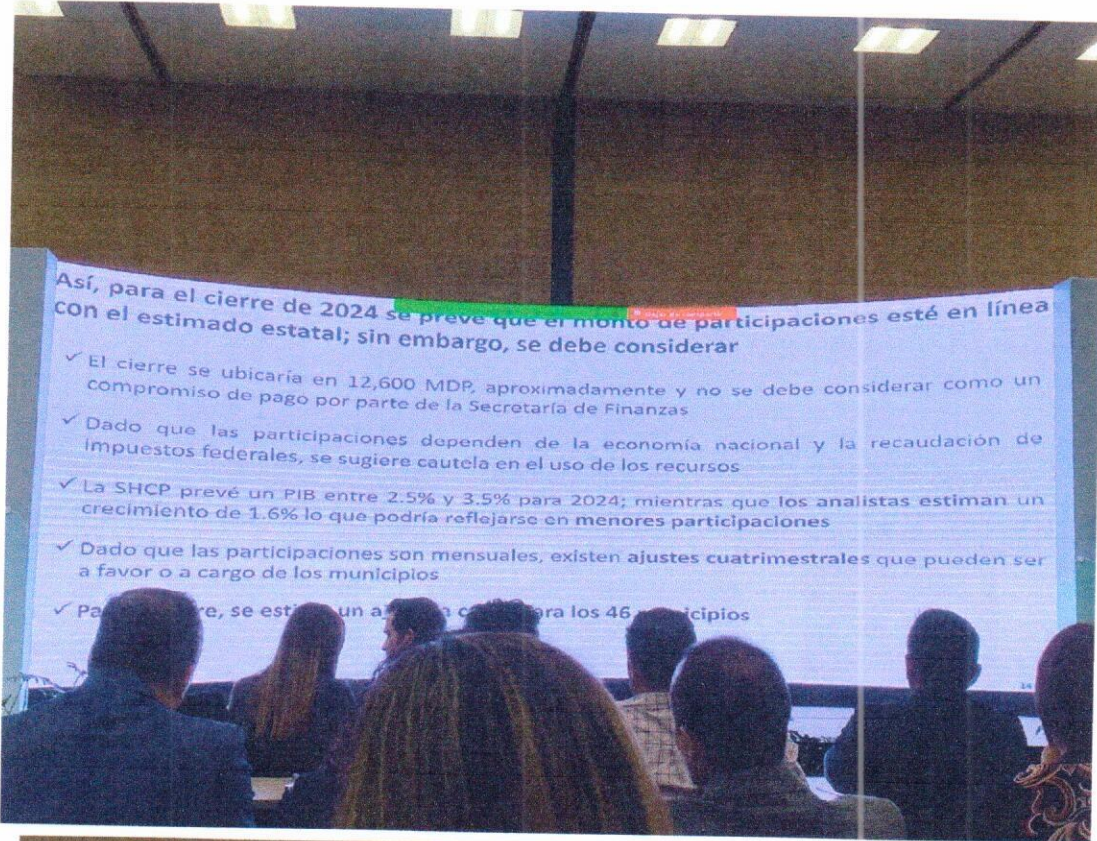 Así, para el cierre de 2024 se prevé que el monto de participaciones esté en línea
con el estimado estatal; sin embargo, se debe considerar
✓ El cierre se ubicaría en 12,600 MDP, aproximadamente y no se debe considerar como un
compromiso de pago por parte de la Secretaría de Finanzas
✓ Dado que las participaciones dependen de la economía nacional y la recaudación de
impuestos federales, se sugiere cautela en el uso de los recursos
✓ La SHCP prevé un PIB entre 2.5% y 3.5% para 2024; mientras que los analistas estiman un
crecimiento de 1.6% lo que podría reflejarse en menores participaciones
✓ Dado que las participaciones son mensuales, existen ajustes cuatrimestrales que pueden ser
a favor o a cargo de los municipios
✓ re, se un los 46